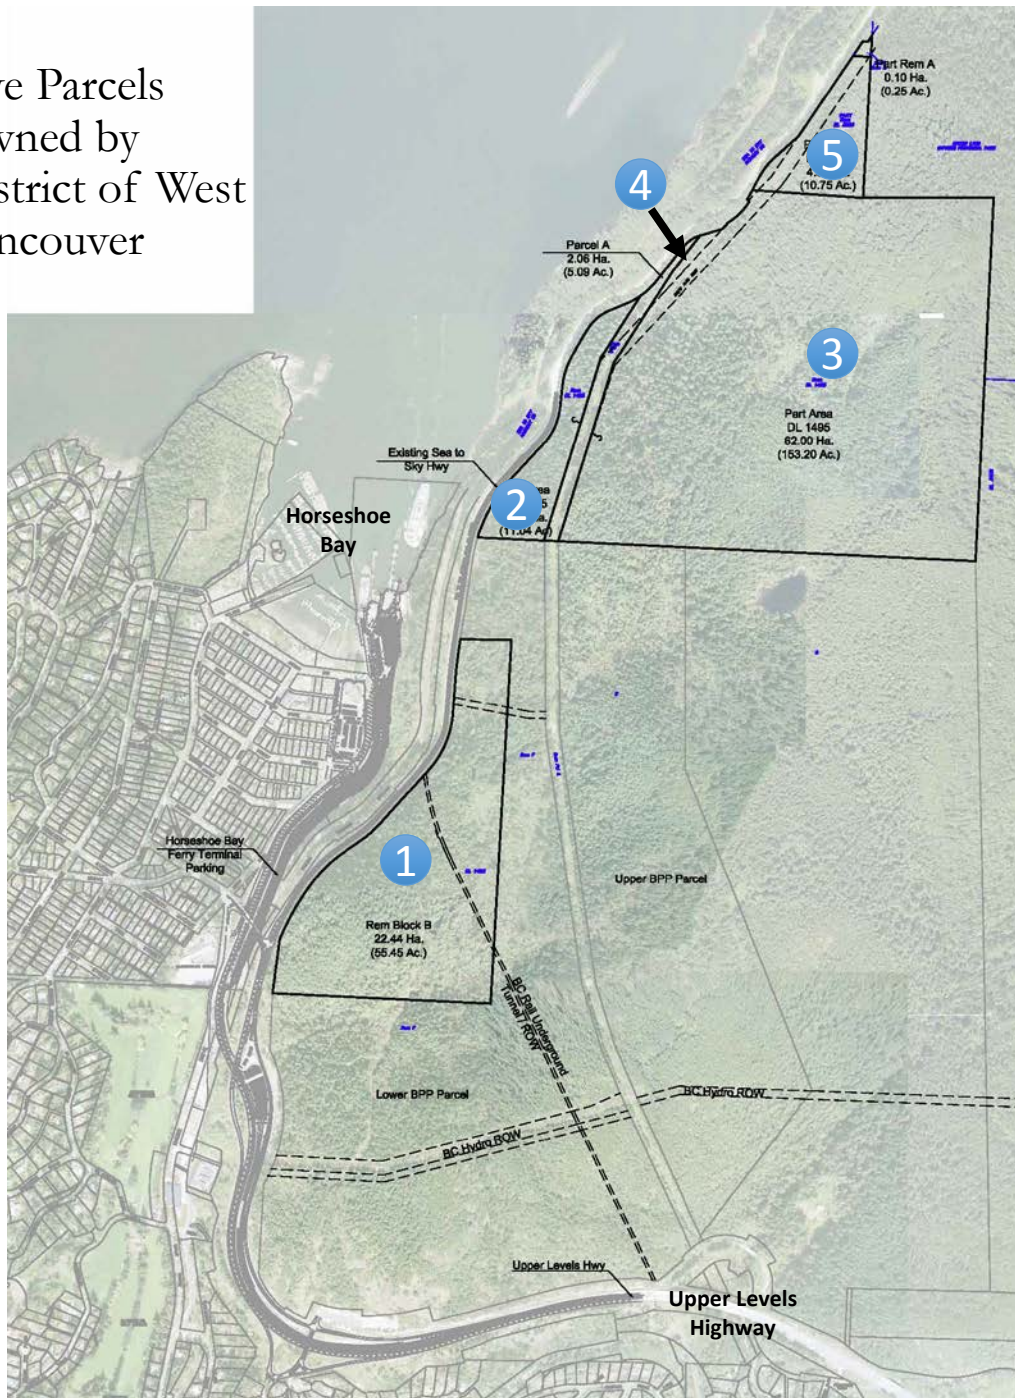 e Parcels
vned by
strict of West
ncouver
Part Rem A
0.10 Ha.
(0.25 Ac.)
5
(10.75 Ac.)
4
Parcel A
2.06 Ha.
(5.09 Ac.)
3
Part Area
DL 1495
62.00 Ha.
(153.20 Ac.)
Existing Sea to
Sky Hwy
2
(11.04 Ac)
Horseshoe
Bay
Horseshoe Bay
Ferry Terminal
Parking
1
Rem Block B
22.44 Ha.
(55.45 Ac.)
Upper BPP Parcel
BC Rail Underground
Tunnel / ROW
Lower BPP Parcel
BC Hydro ROW
BC Hydro ROW
Upper Levels Hwy
Upper Levels
Highway